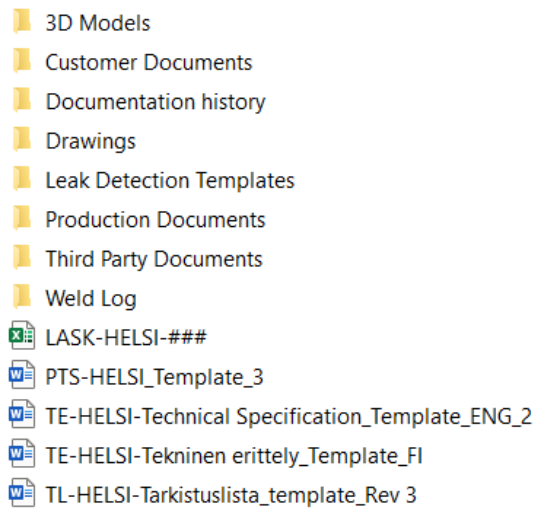 3D Models
Customer Documents
Documentation history
Drawings
Leak Detection Templates
Production Documents
Third Party Documents
Weld Log
LASK-HELSI-###
PTS-HELSI_Template_3
TE-HELSI-Technical Specification_Template_ENG_2
TE-HELSI-Tekninen erittely_Template_FI
TL-HELSI-Tarkistuslista_template_Rev 3